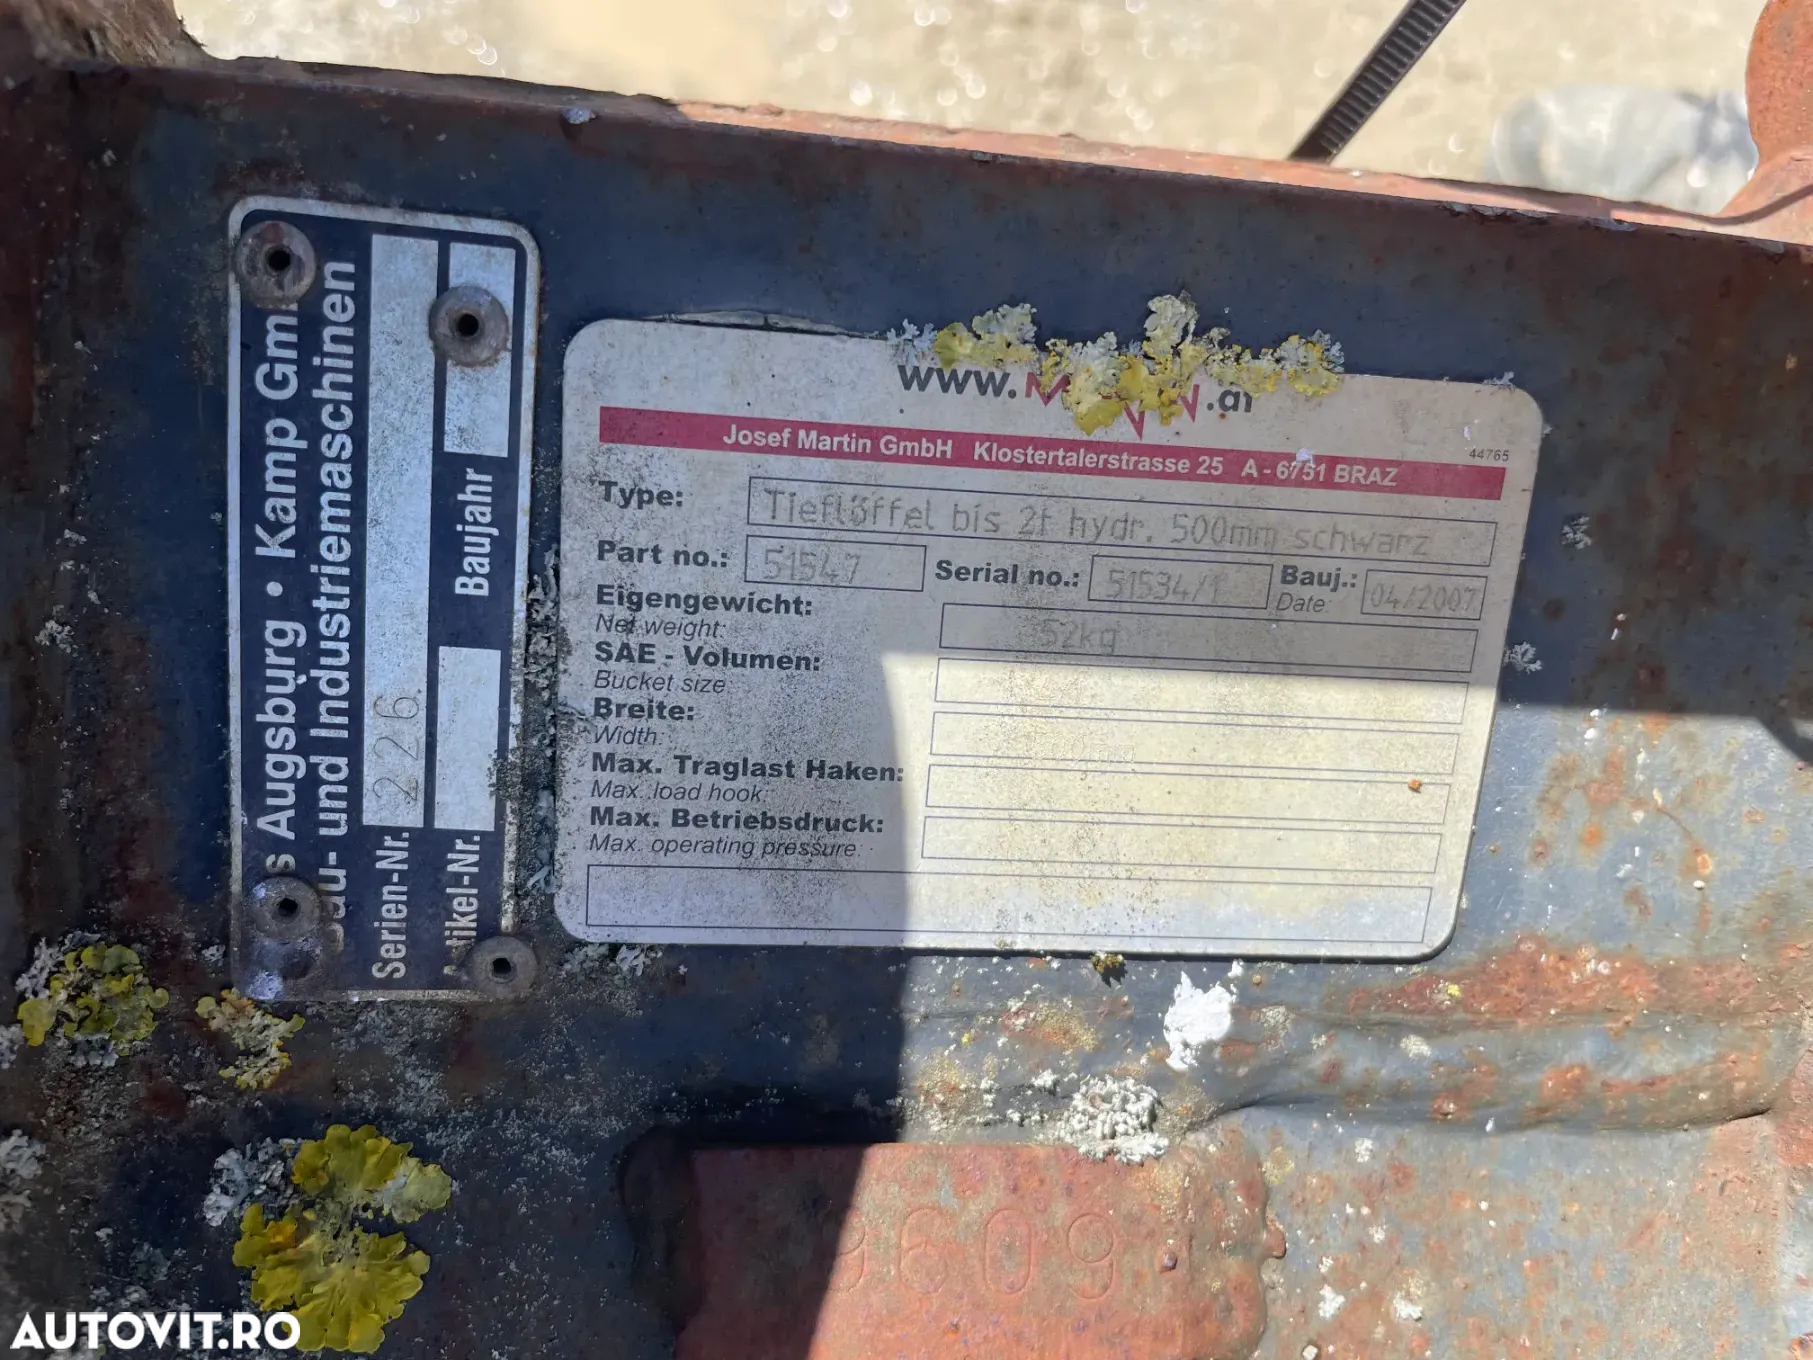 s Augsburg • Kamp Gm
Bau- und Industriemaschinen
Serien-Nr. 226
Baujahr
Artikel-Nr.
www. .at
Josef Martin GmbH Klostertalerstrasse 25 A - 6751 BRAZ
44765
Type: Tieflöffel bis 2t hydr. 500mm schwarz
Part no.: 51547 Serial no.: 51534/1 Bauj.: 04/2007
Date:
Eigengewicht: 52kg
Net weight:
SAE - Volumen:
Bucket size:
Breite:
Width:
Max. Traglast Haken:
Max. load hook:
Max. Betriebsdruck:
Max. operating pressure:
AUTOVIT.RO